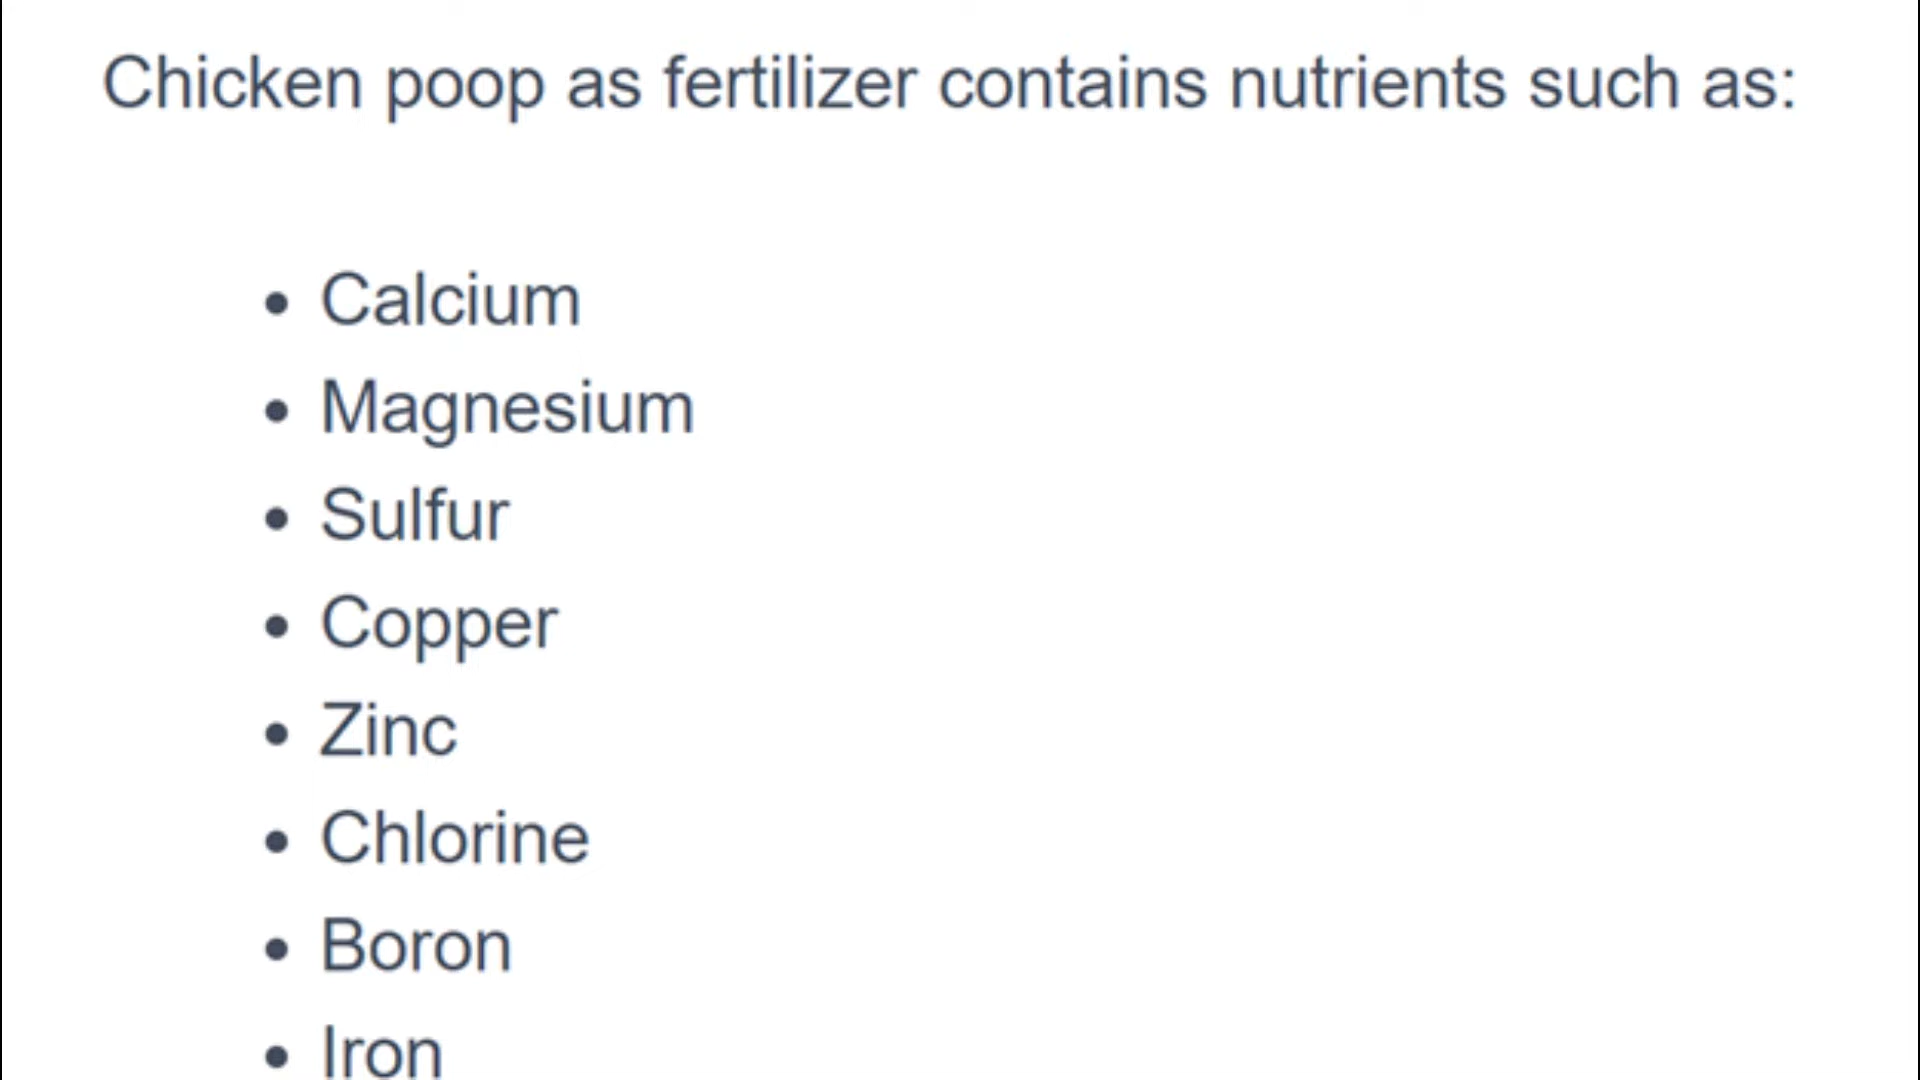 Chicken poop as fertilizer contains nutrients such as:
• Calcium
• Magnesium
• Sulfur
• Copper
• Zinc
• Chlorine
• Boron
• Iron